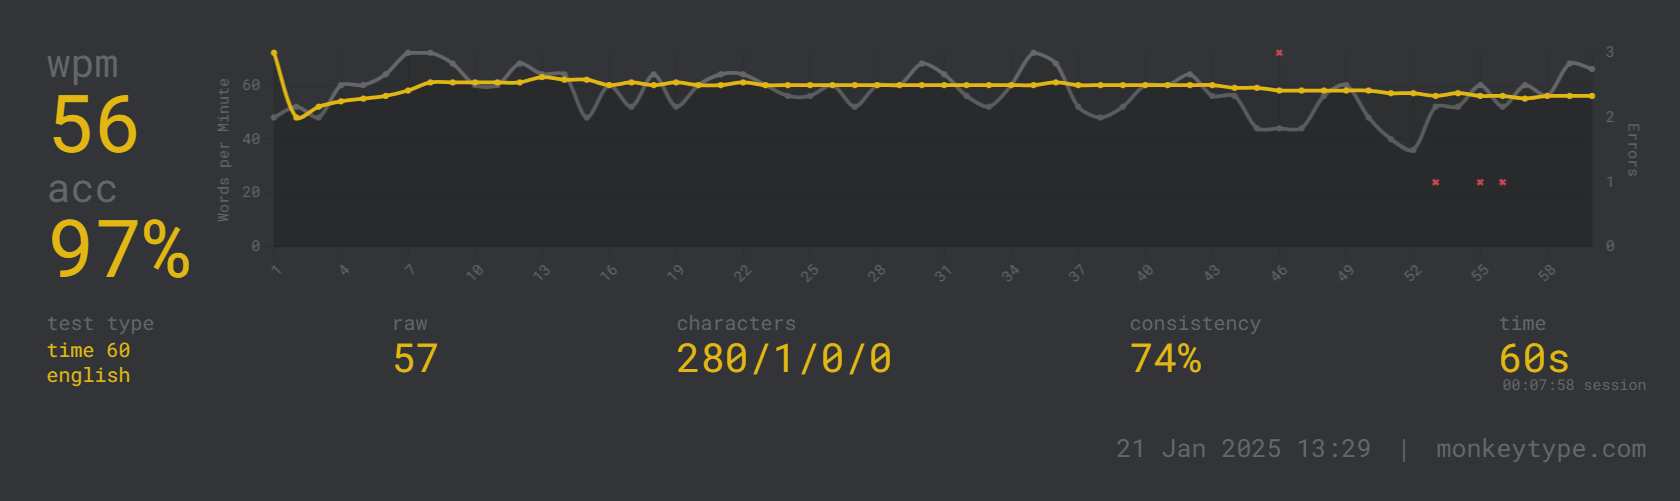 wpm
56
acc
97%
Words per Minute
60
40
20
0
3
2
1
0
Errors
1 4 7 10 13 16 19 22 25 28 31 34 37 40 43 46 49 52 55 58
test type
time 60
english
raw
57
characters
280/1/0/0
consistency
74%
time
60s
00:07:58 session
21 Jan 2025 13:29 | monkeytype.com